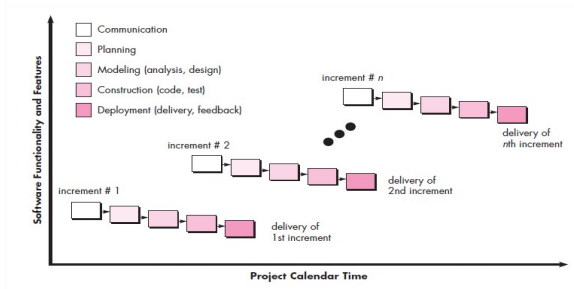 Communication
Planning
Modeling (analysis, design)
Construction (code, test)
Deployment (delivery, feedback)
increment # n
delivery of
nth increment
increment # 2
delivery of
2nd increment
increment # 1
delivery of
1st increment
Software Functionality and Features
Project Calendar Time